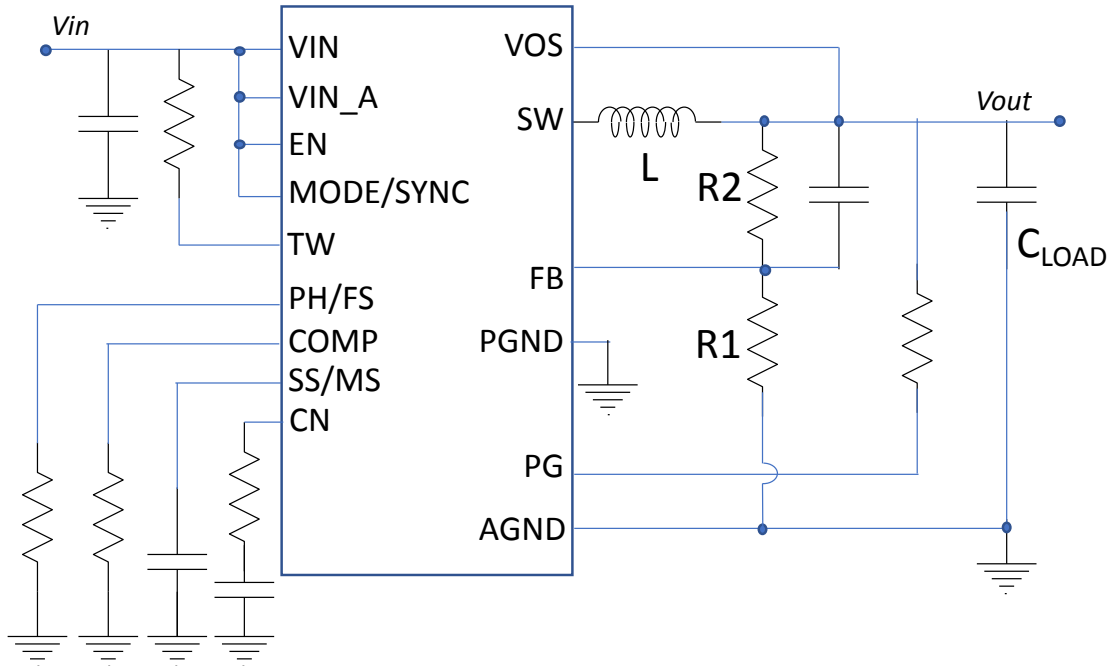 Vin
VIN
VIN_A
EN
MODE/SYNC
TW
PH/FS
COMP
SS/MS
CN
VOS
SW
FB
PGND
PG
AGND
L
R2
R1
Vout
CLOAD